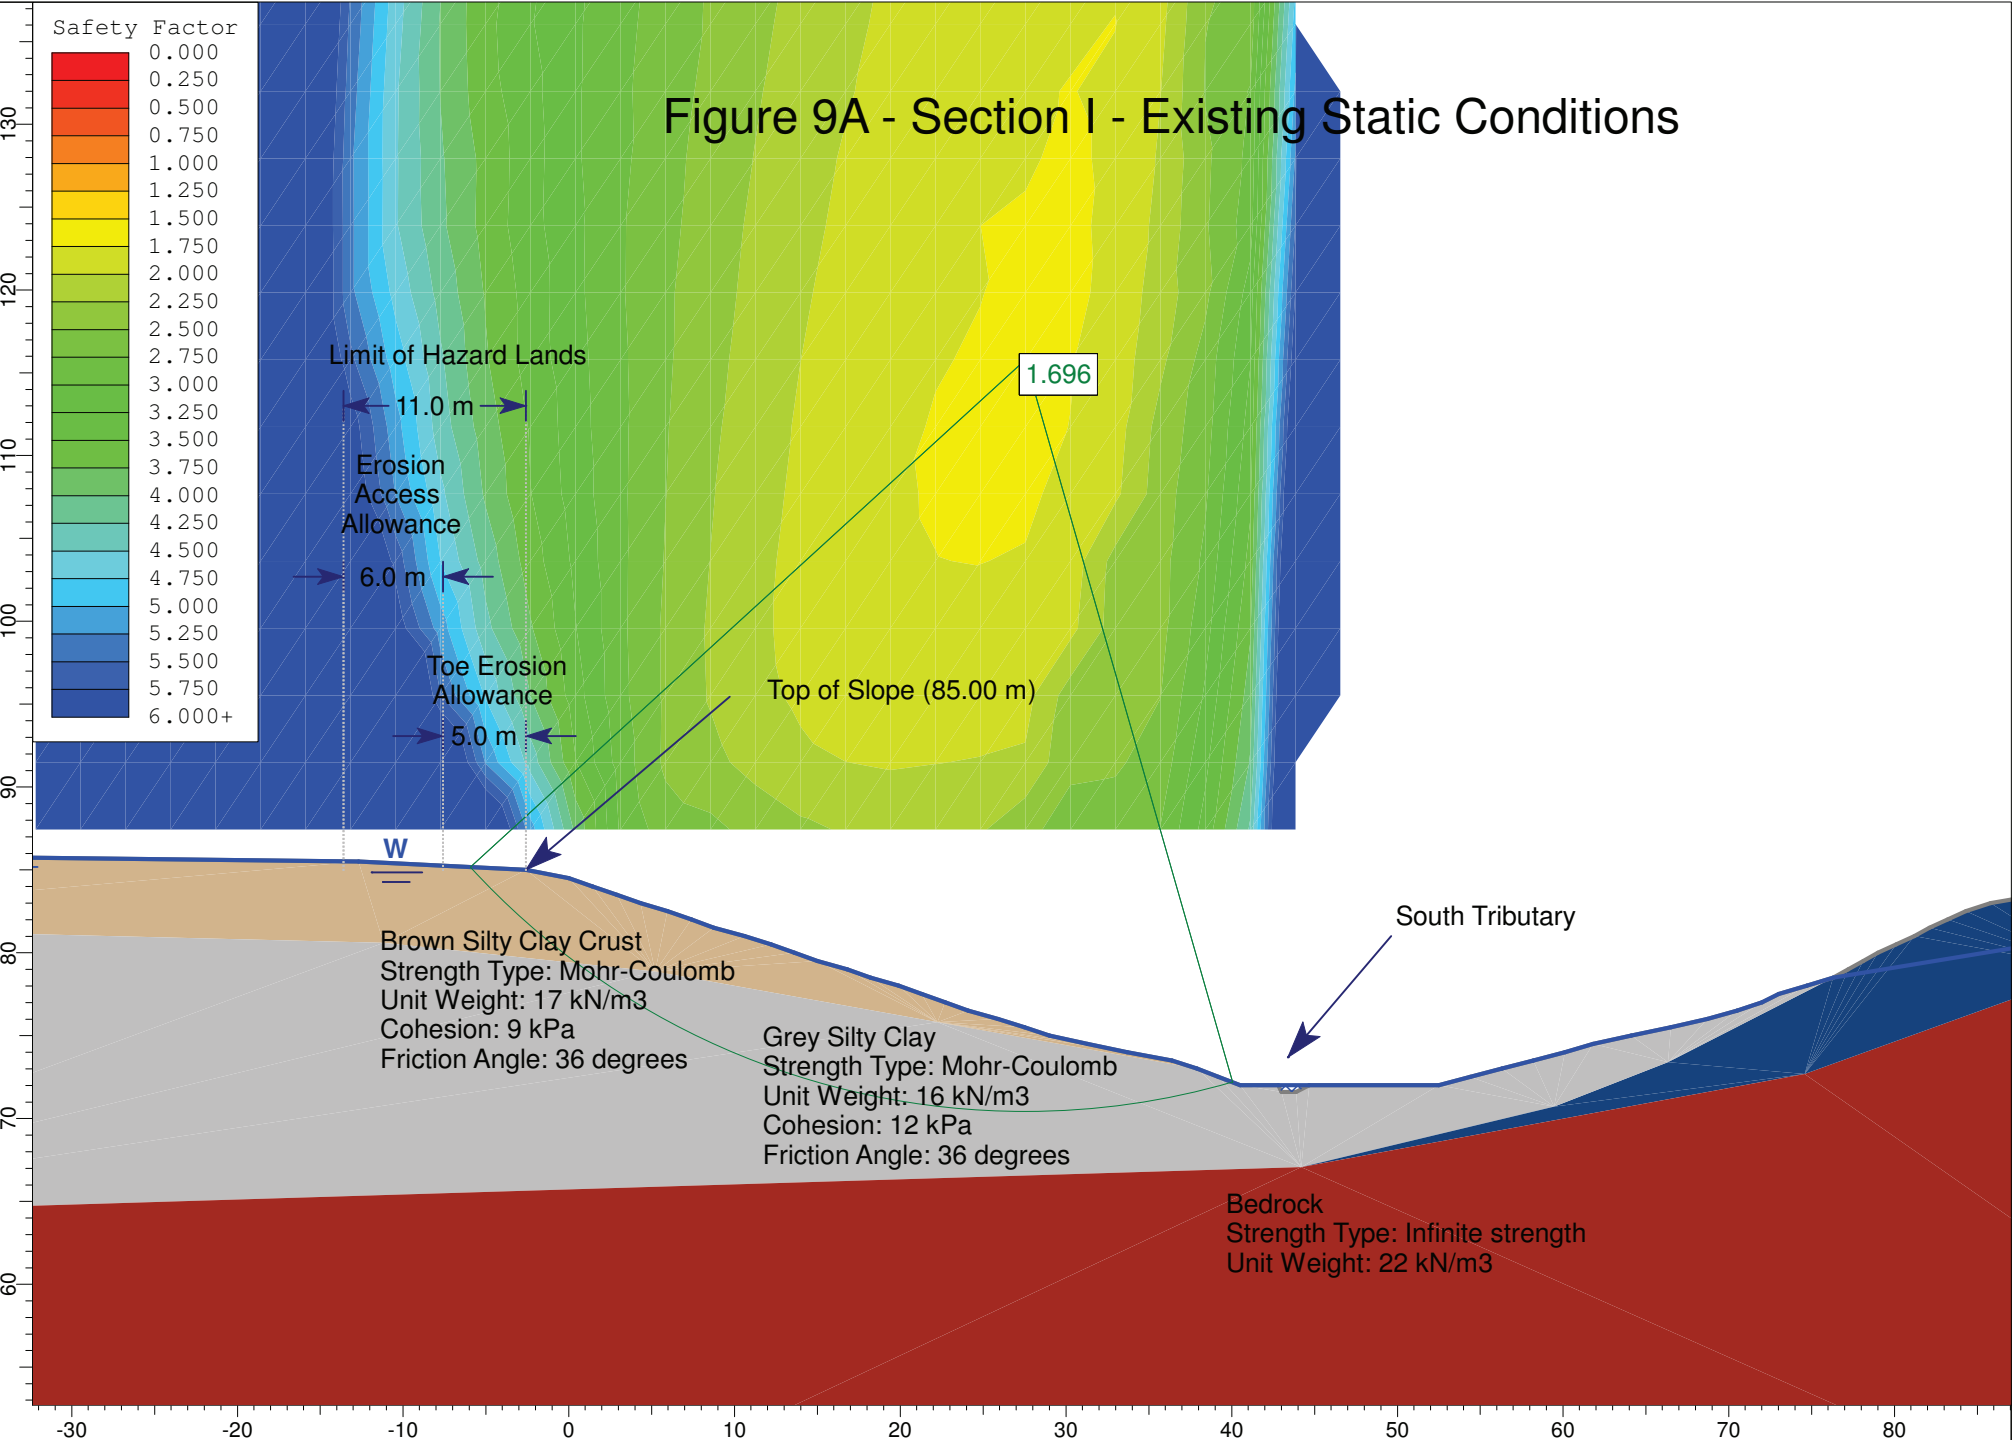 Safety Factor
0.000
0.250
0.500
0.750
1.000
1.250
1.500
1.750
2.000
2.250
2.500
2.750
3.000
3.250
3.500
3.750
4.000
4.250
4.500
4.750
5.000
5.250
5.500
5.750
6.000+
Figure 9A - Section I - Existing Static Conditions
Limit of Hazard Lands
11.0 m
1.696
Erosion
Access
Allowance
6.0 m
Toe Erosion
Allowance
5.0 m
Top of Slope (85.00 m)
W
South Tributary
Brown Silty Clay Crust
Strength Type: Mohr-Coulomb
Unit Weight: 17 kN/m3
Cohesion: 9 kPa
Friction Angle: 36 degrees
Grey Silty Clay
Strength Type: Mohr-Coulomb
Unit Weight: 16 kN/m3
Cohesion: 12 kPa
Friction Angle: 36 degrees
Bedrock
Strength Type: Infinite strength
Unit Weight: 22 kN/m3
130
120
110
100
90
80
70
60
-30 -20 -10 0 10 20 30 40 50 60 70 80